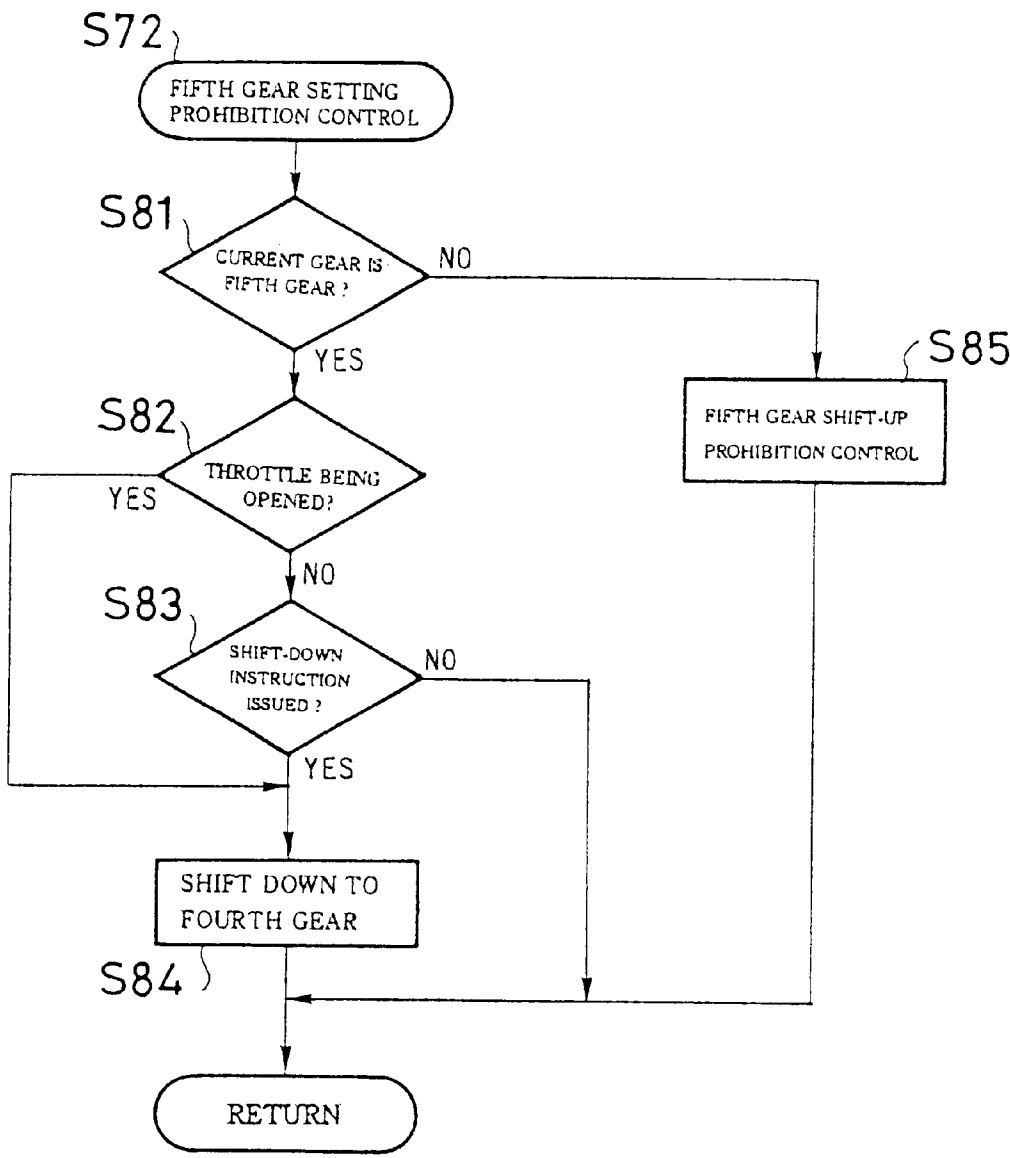 S72
FIFTH GEAR SETTING
PROHIBITION CONTROL
S81
CURRENT GEAR IS
FIFTH GEAR ?
NO
YES
S85
FIFTH GEAR SHIFT-UP
PROHIBITION CONTROL
S82
THROTTLE BEING
OPENED?
YES
NO
S83
SHIFT-DOWN
INSTRUCTION
ISSUED ?
NO
YES
SHIFT DOWN TO
FOURTH GEAR
S84
RETURN